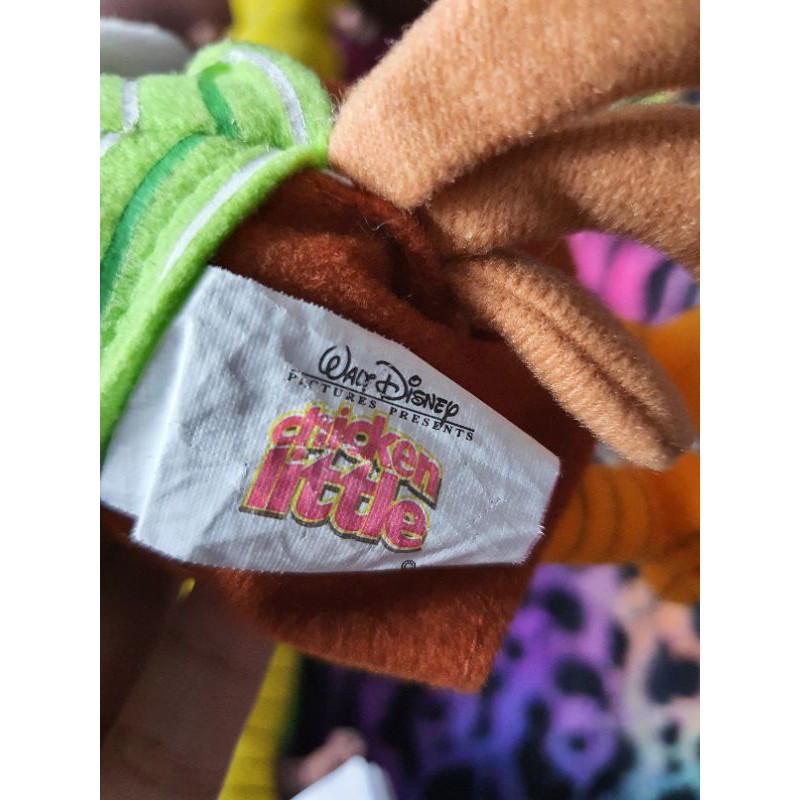 Walt Disney
PICTURES PRESENTS
chicken
little
©